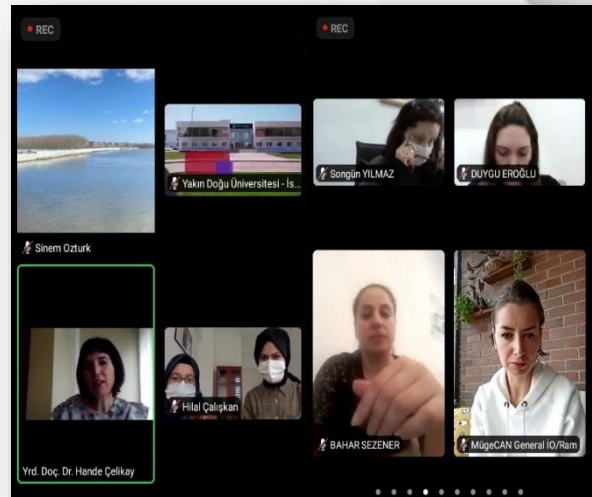 REC
REC
Sinem Ozturk
Yakın Doğu Üniversitesi - İs...
Songün YILMAZ
DUYGU EROĞLU
Yrd. Doç. Dr. Hande Çelikay
Hilal Çalışkan
BAHAR SEZENER
MügeCAN General İO/Ram